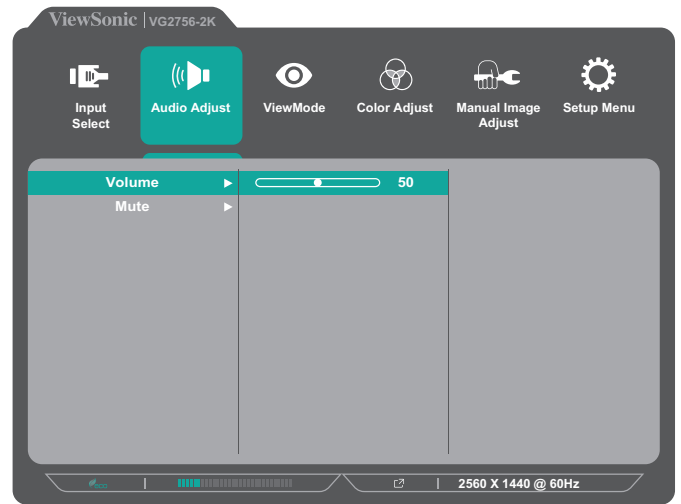 ViewSonic VG2756-2K
Input
Select
Audio Adjust
ViewMode
Color Adjust
Manual Image
Adjust
Setup Menu
Volume 50
Mute
2560 X 1440 @ 60Hz